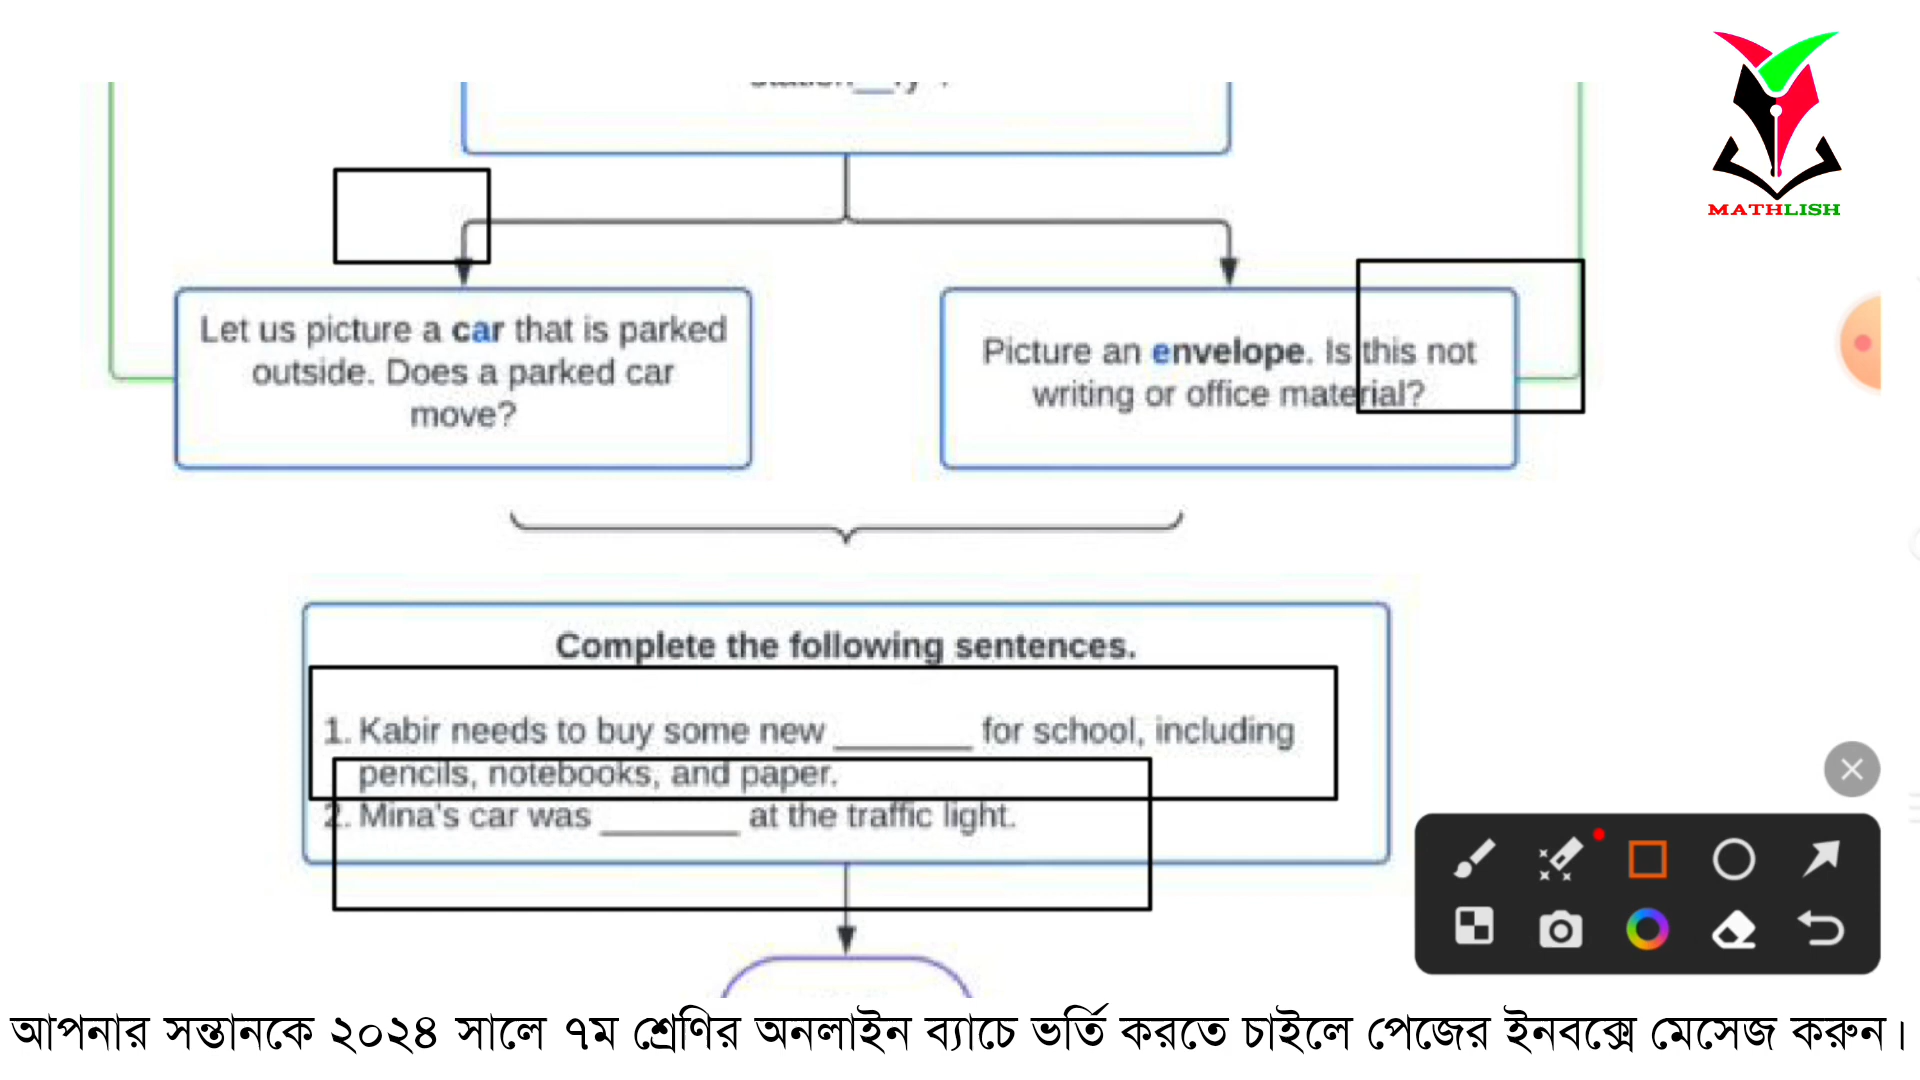 station__ry ?
MATHLISH
Let us picture a car that is parked
outside. Does a parked car
move?
Picture an envelope. Is this not
writing or office material?
Complete the following sentences.
1. Kabir needs to buy some new _______ for school, including
pencils, notebooks, and paper.
2. Mina's car was _______ at the traffic light.
আপনার সন্তানকে ২০২৪ সালে ৭ম শ্রেণির অনলাইন ব্যাচে ভর্তি করতে চাইলে পেজের ইনবক্সে মেসেজ করুন।